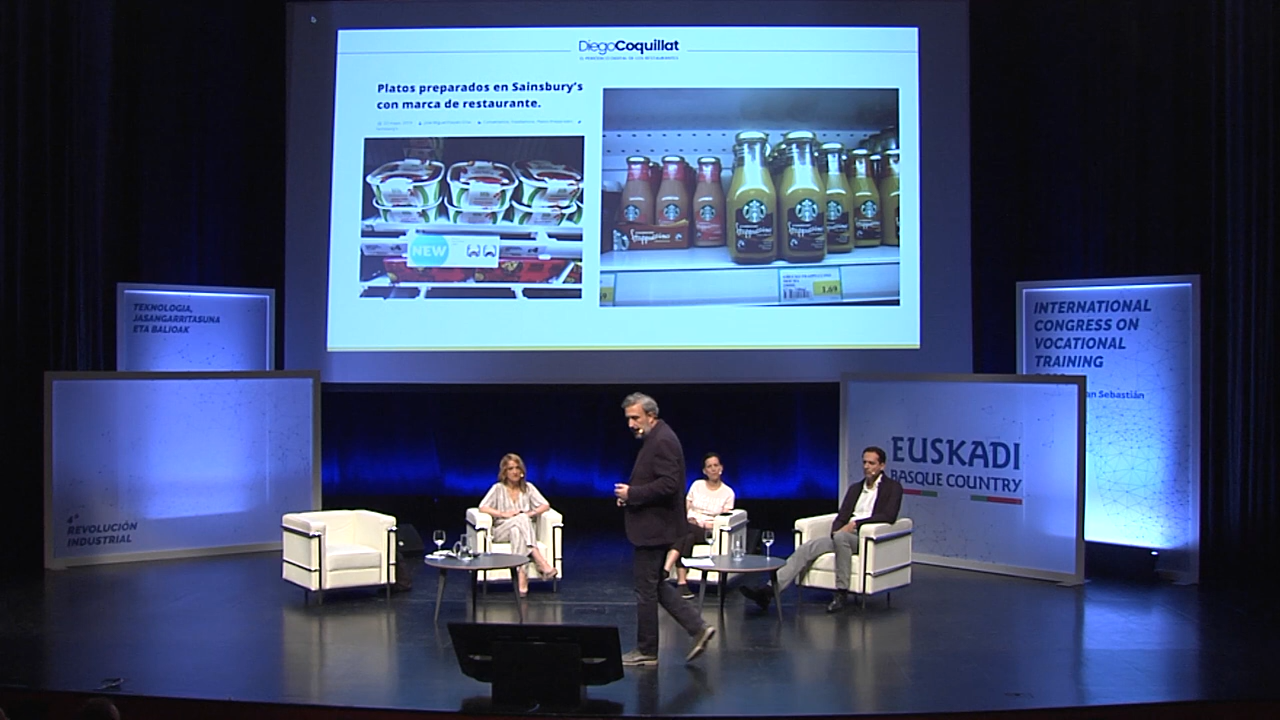 DiegoCoquillat
Platos preparados en Sainsbury's
con marca de restaurante.
NEW
Frappuccino
1.69
TEKNOLOGIA,
JASANGARRITASUNA
ETA BALIOAK
4ª
REVOLUCIÓN
INDUSTRIAL
INTERNATIONAL
CONGRESS ON
VOCATIONAL
TRAINING
an Sebastián
EUSKADI
BASQUE COUNTRY